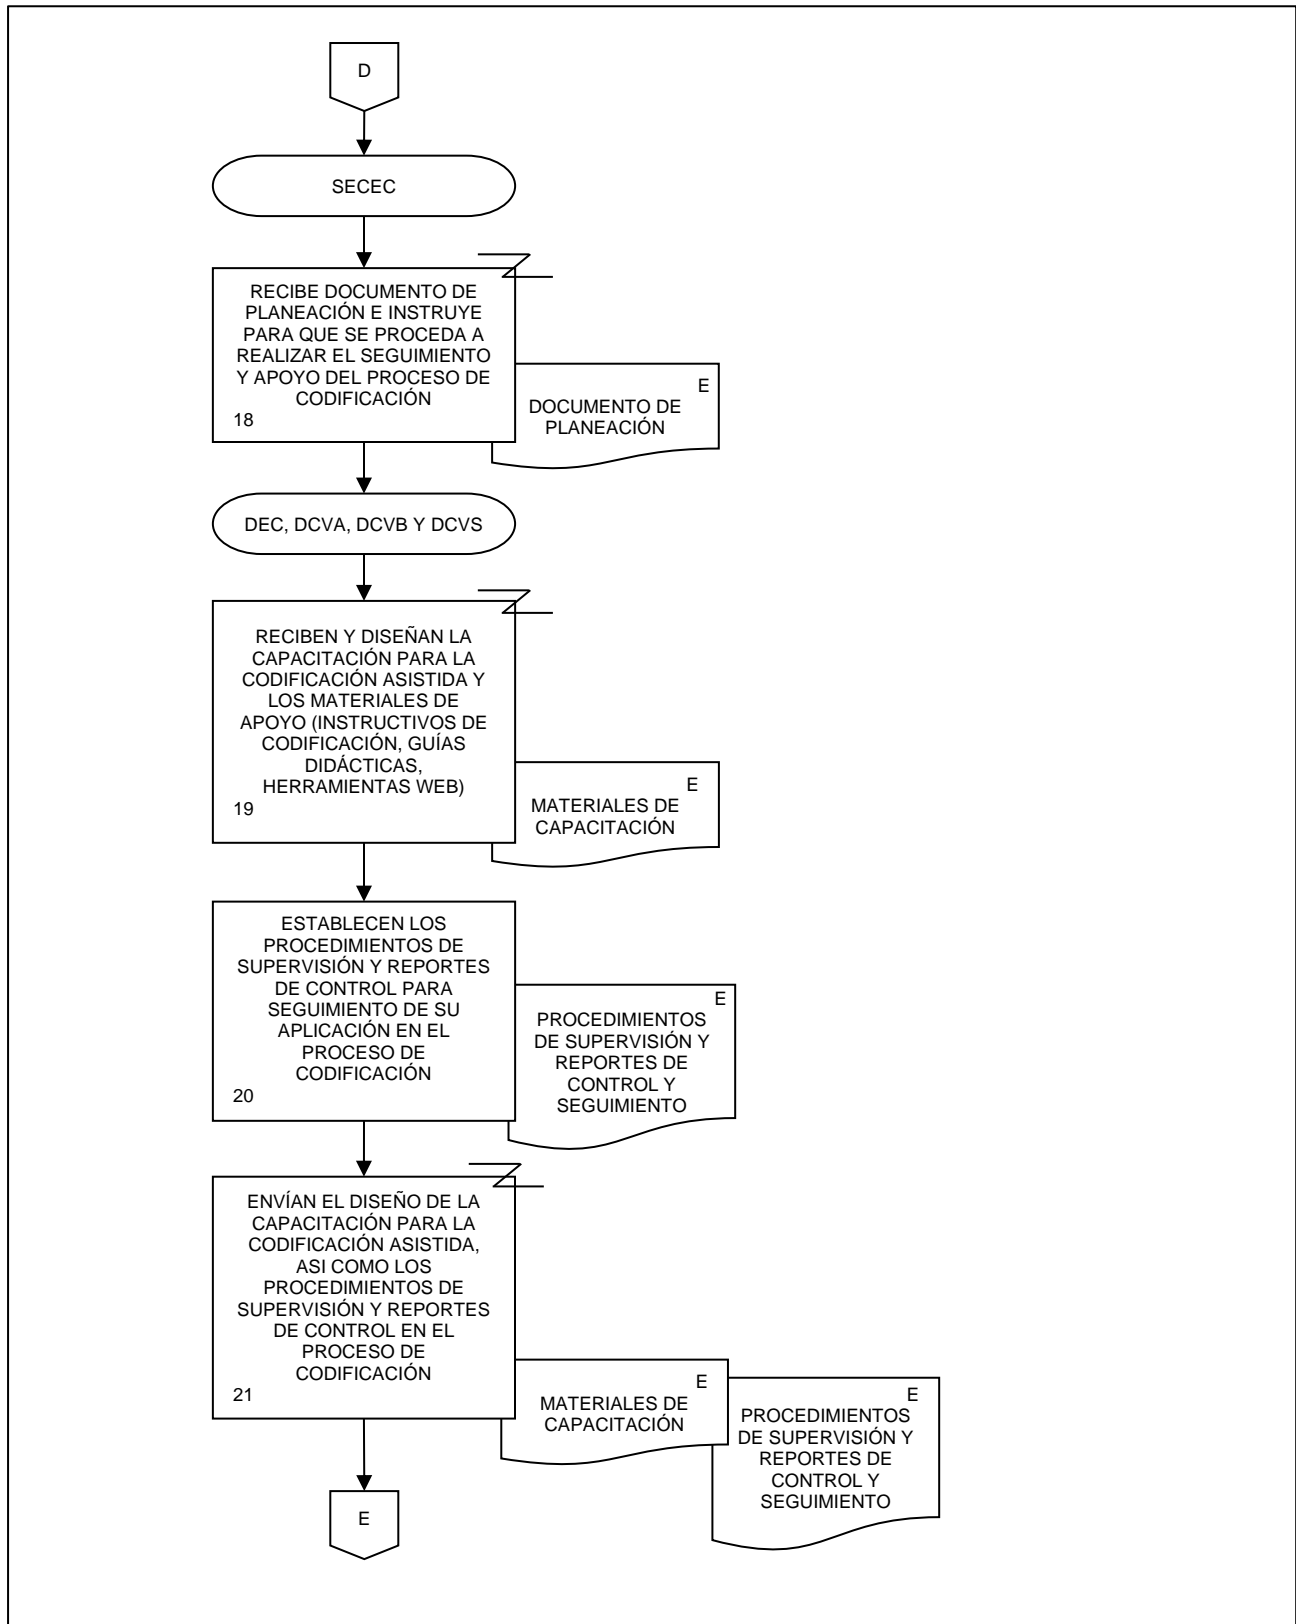 D
SECEC
RECIBE DOCUMENTO DE
PLANEACIÓN E INSTRUYE
PARA QUE SE PROCEDA A
REALIZAR EL SEGUIMIENTO
Y APOYO DEL PROCESO DE
CODIFICACIÓN
18
E
DOCUMENTO DE
PLANEACIÓN
DEC, DCVA, DCVB Y DCVS
RECIBEN Y DISEÑAN LA
CAPACITACIÓN PARA LA
CODIFICACIÓN ASISTIDA Y
LOS MATERIALES DE
APOYO (INSTRUCTIVOS DE
CODIFICACIÓN, GUÍAS
DIDÁCTICAS,
HERRAMIENTAS WEB)
19
E
MATERIALES DE
CAPACITACIÓN
ESTABLECEN LOS
PROCEDIMIENTOS DE
SUPERVISIÓN Y REPORTES
DE CONTROL PARA
SEGUIMIENTO DE SU
APLICACIÓN EN EL
PROCESO DE
CODIFICACIÓN
20
E
PROCEDIMIENTOS
DE SUPERVISIÓN Y
REPORTES DE
CONTROL Y
SEGUIMIENTO
ENVÍAN EL DISEÑO DE LA
CAPACITACIÓN PARA LA
CODIFICACIÓN ASISTIDA,
ASI COMO LOS
PROCEDIMIENTOS DE
SUPERVISIÓN Y REPORTES
DE CONTROL EN EL
PROCESO DE
CODIFICACIÓN
21
E
MATERIALES DE
CAPACITACIÓN
E
PROCEDIMIENTOS
DE SUPERVISIÓN Y
REPORTES DE
CONTROL Y
SEGUIMIENTO
E